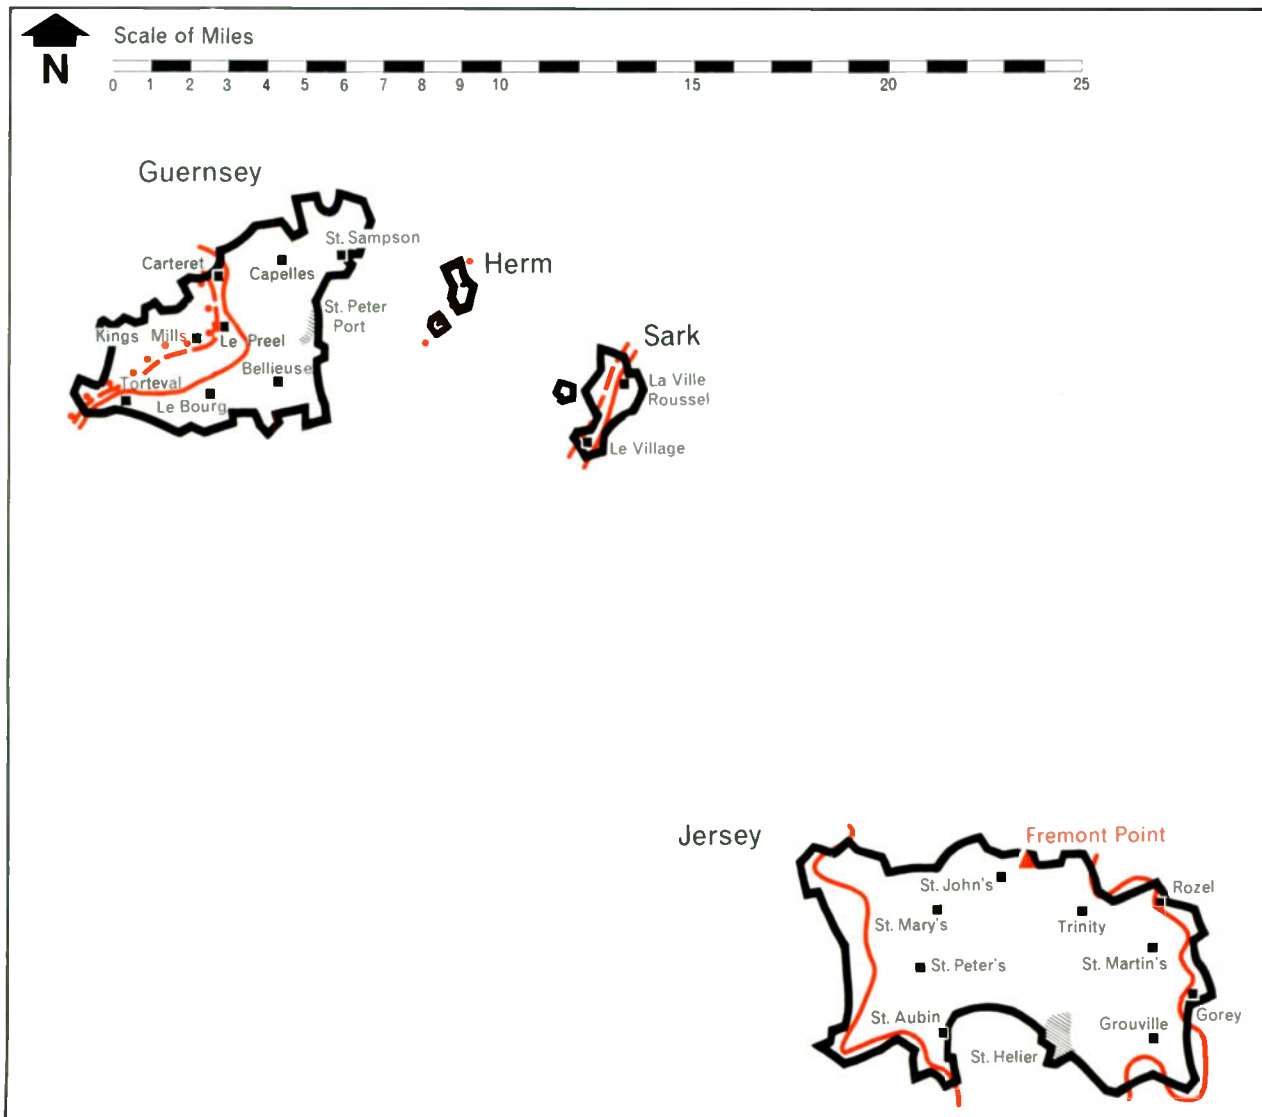 Scale of Miles
N
0 1 2 3 4 5 6 7 8 9 10 15 20 25
Guernsey
St. Sampson
Carteret
Capelles
Herm
St. Peter
Port
Kings Mills
Le Preel
Sark
Bellieuse
Torteval
Le Bourg
La Ville
Roussel
Le Village
Jersey
Fremont Point
St. John's
Rozel
St. Mary's
Trinity
St. Peter's
St. Martin's
St. Aubin
Grouville
Gorey
St. Helier